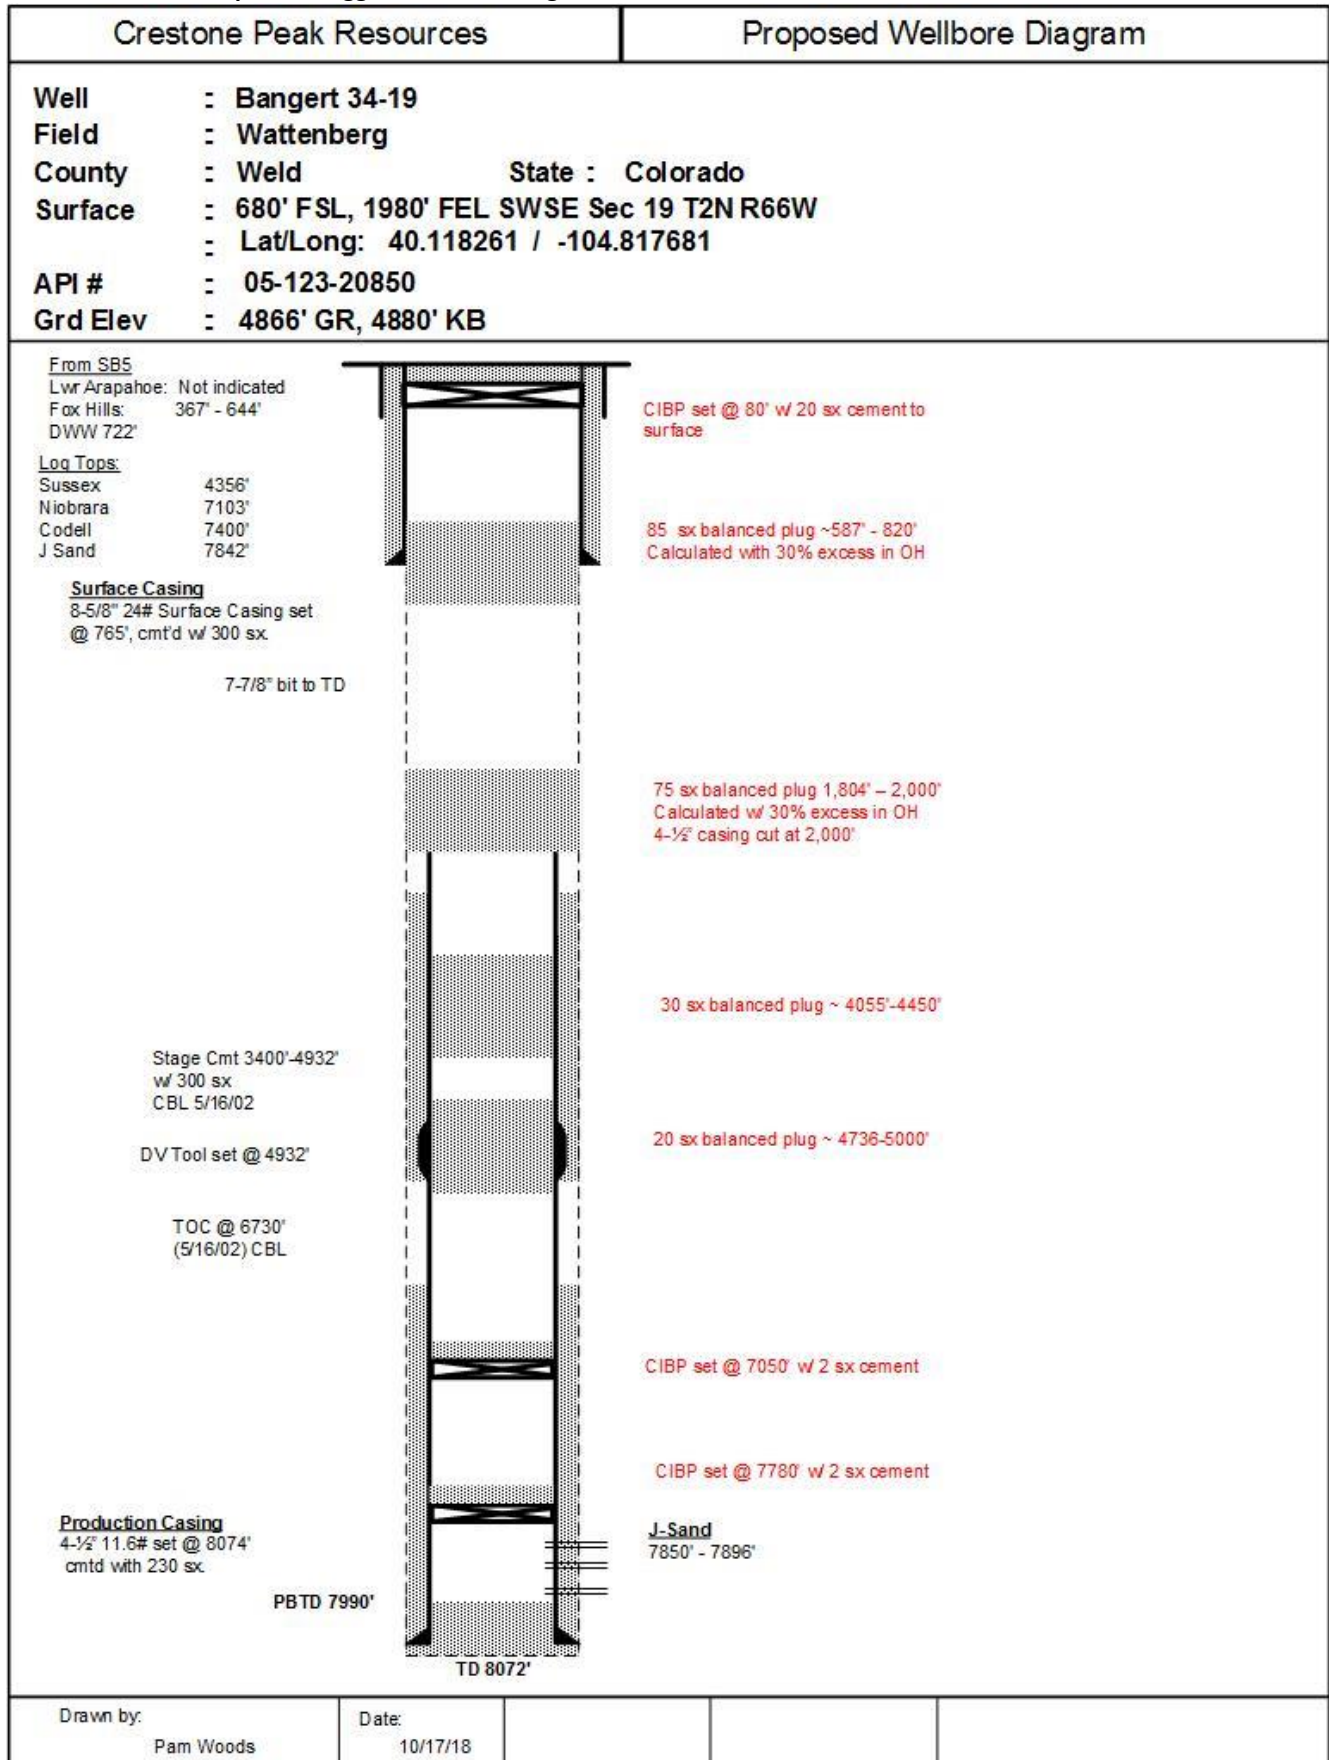 Crestone Peak Resources
Proposed Wellbore Diagram
Well : Bangert 34-19
Field : Wattenberg
County : Weld State : Colorado
Surface : 680' FSL, 1980' FEL SWSE Sec 19 T2N R66W
: Lat/Long: 40.118261 / -104.817681
API # : 05-123-20850
Grd Elev : 4866' GR, 4880' KB
From SB5
Lwr Arapahoe: Not indicated
Fox Hills: 367' - 644'
DWW 722'
CIBP set @ 80' w/ 20 sx cement to
surface
Log Tops:
Sussex 4356'
Niobrara 7103'
Codell 7400'
J Sand 7842'
85 sx balanced plug ~587' - 820'
Calculated with 30% excess in OH
Surface Casing
8-5/8" 24# Surface Casing set
@ 765', cmt'd w/ 300 sx.
7-7/8" bit to TD
75 sx balanced plug 1,804' – 2,000'
Calculated w/ 30% excess in OH
4-½" casing cut at 2,000'
30 sx balanced plug ~ 4055'-4450'
Stage Cmt 3400'-4932'
w/ 300 sx
CBL 5/16/02
DV Tool set @ 4932'
20 sx balanced plug ~ 4736-5000'
TOC @ 6730'
(5/16/02) CBL
CIBP set @ 7050' w/ 2 sx cement
CIBP set @ 7780' w/ 2 sx cement
Production Casing
4-½" 11.6# set @ 8074'
cmtd with 230 sx.
J-Sand
7850' - 7896'
PBTD 7990'
TD 8072'
Drawn by:
Pam Woods
Date:
10/17/18